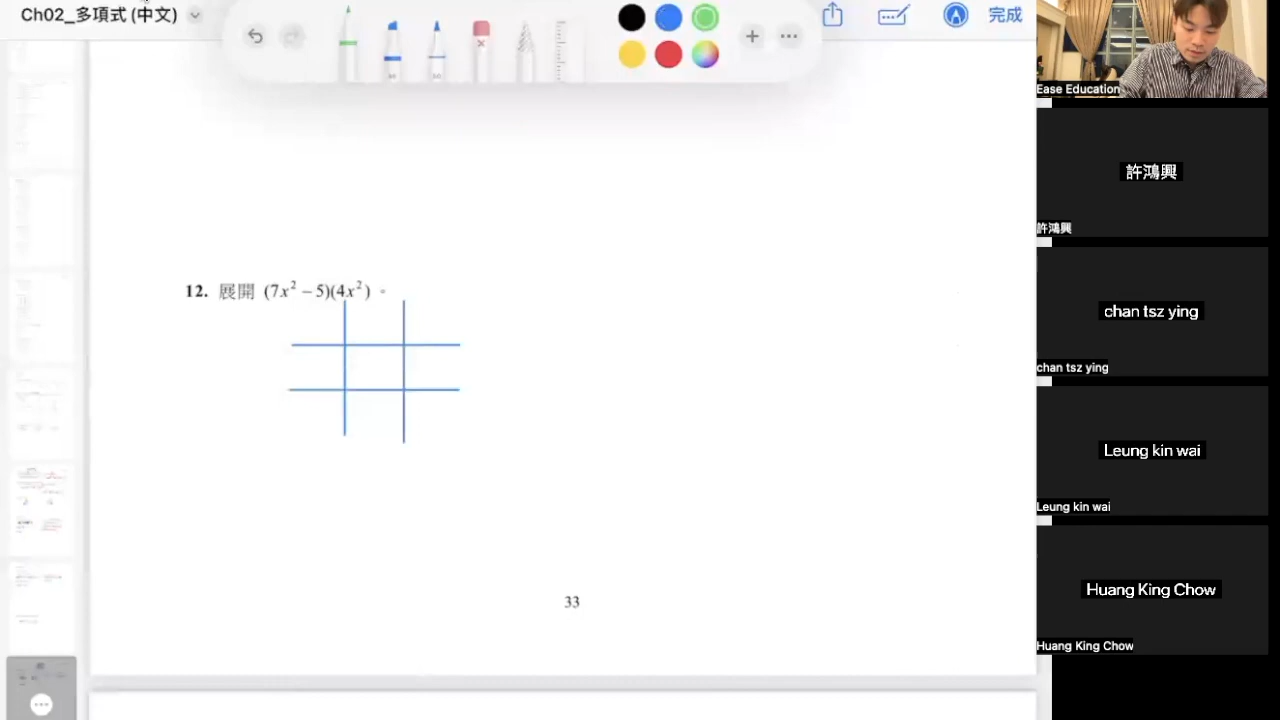 Ch02_多項式 (中文)
完成
12. 展開 (7x² − 5)(4x²)。
33
Ease Education
許鴻興
許鴻興
chan tsz ying
chan tsz ying
Leung kin wai
Leung kin wai
Huang King Chow
Huang King Chow